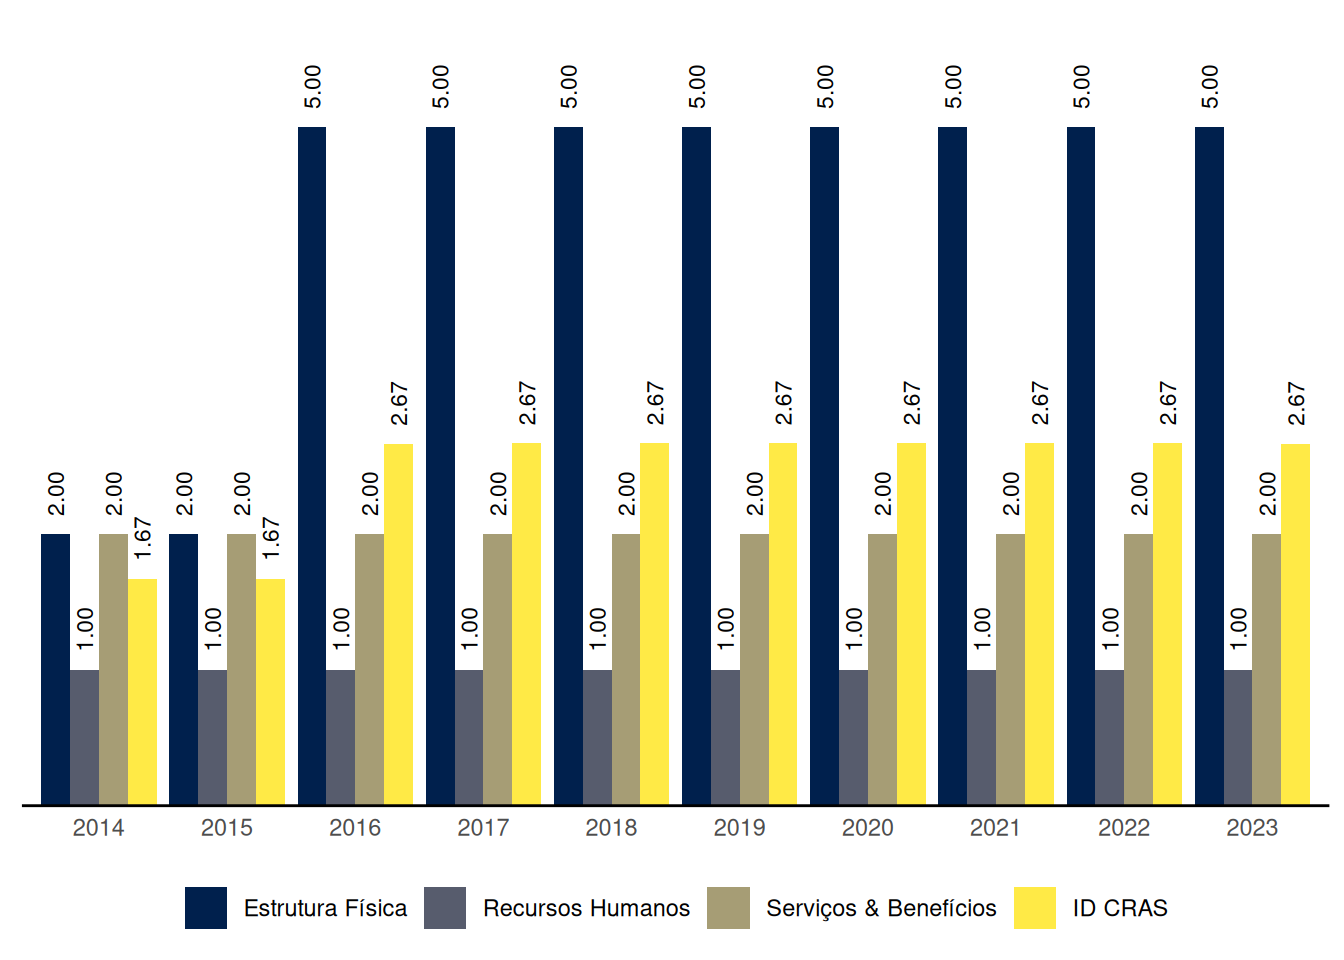 5.00 5.00 5.00 5.00 5.00 5.00 5.00 5.00
2.67 2.67 2.67 2.67 2.67 2.67 2.67 2.67
2.00 2.00 2.00 2.00 2.00 2.00 2.00 2.00 2.00 2.00 2.00 2.00
1.67 1.67
1.00 1.00 1.00 1.00 1.00 1.00 1.00 1.00 1.00 1.00
2014 2015 2016 2017 2018 2019 2020 2021 2022 2023
Estrutura Física Recursos Humanos Serviços & Benefícios ID CRAS